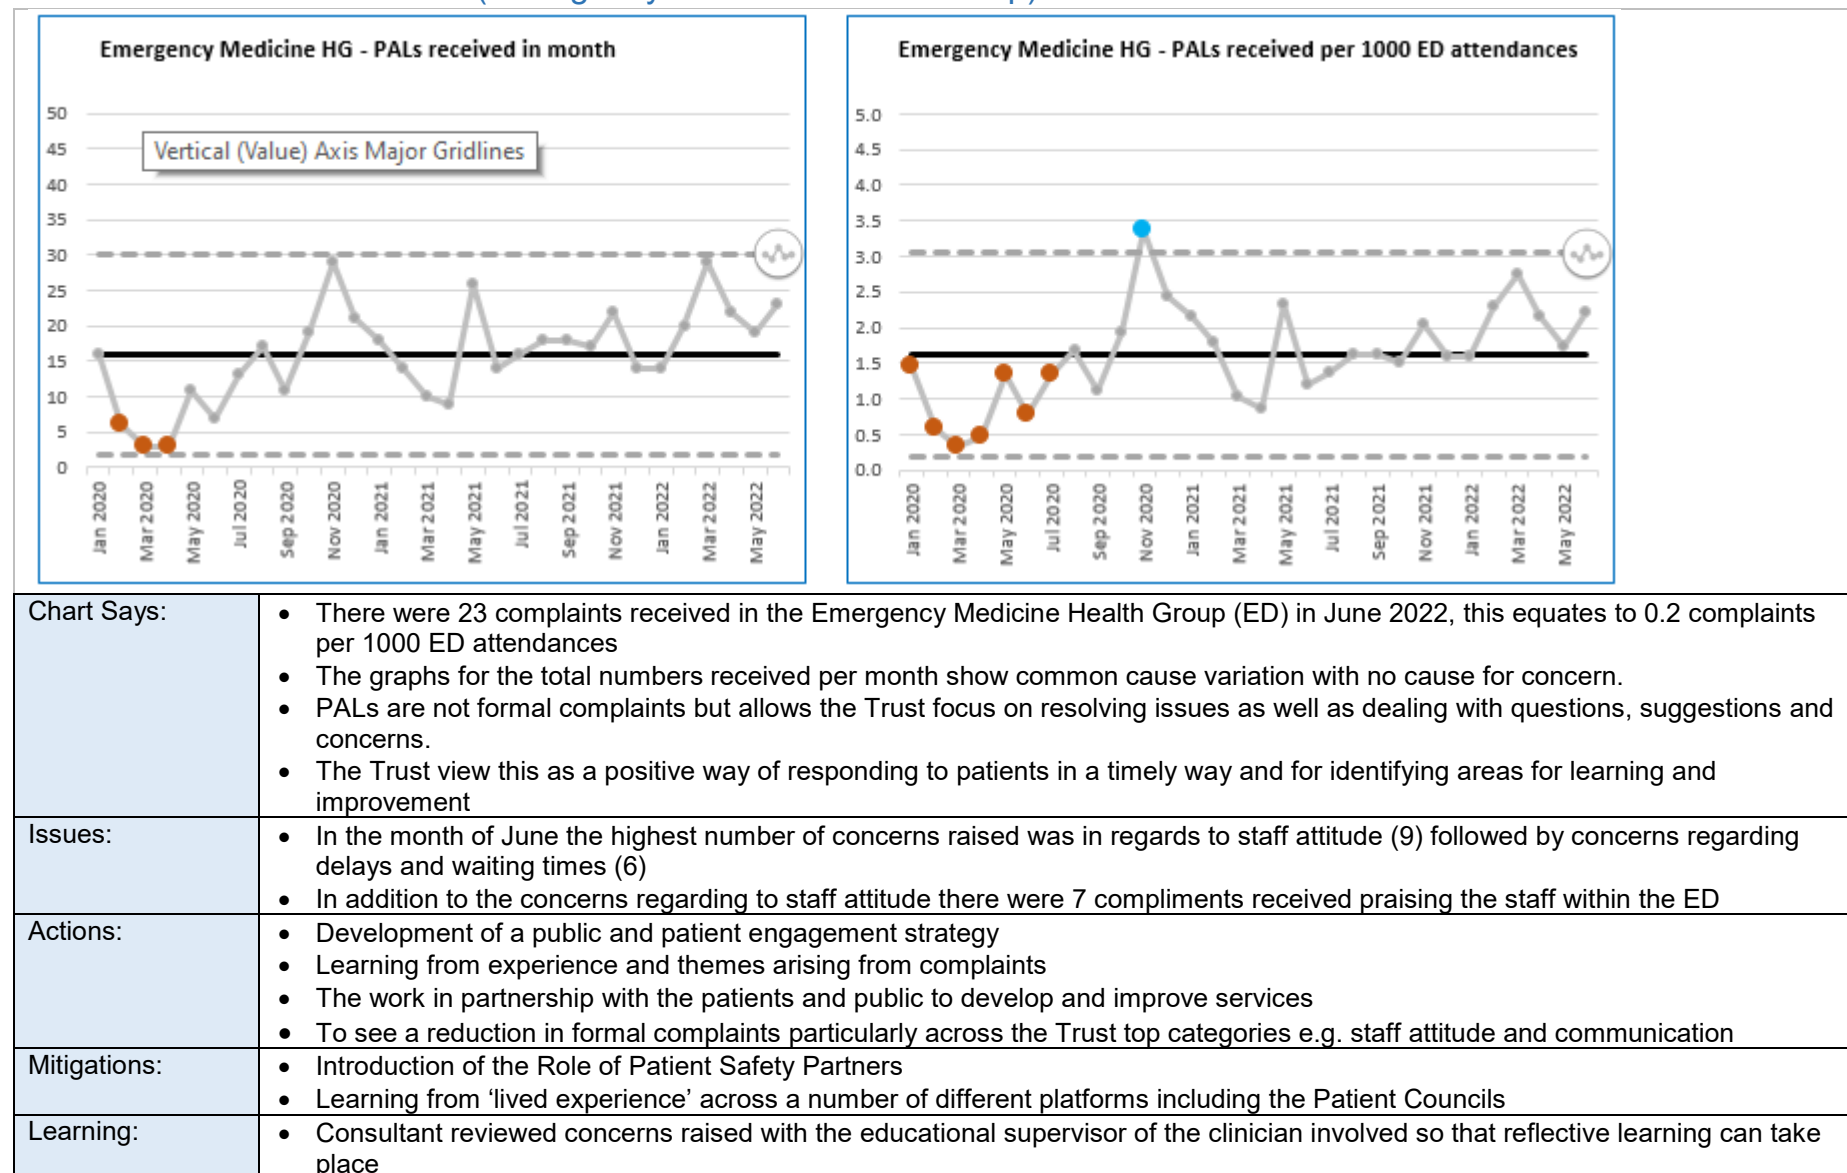 Emergency Medicine HG - PALs received in month
50
45
40
35
30
25
20
15
10
5
0
Vertical (Value) Axis Major Gridlines
Jan 2020
Mar 2020
May 2020
Jul 2020
Sep 2020
Nov 2020
Jan 2021
Mar 2021
May 2021
Jul 2021
Sep 2021
Nov 2021
Jan 2022
Mar 2022
May 2022
Emergency Medicine HG - PALs received per 1000 ED attendances
5.0
4.5
4.0
3.5
3.0
2.5
2.0
1.5
1.0
0.5
0.0
Jan 2020
Mar 2020
May 2020
Jul 2020
Sep 2020
Nov 2020
Jan 2021
Mar 2021
May 2021
Jul 2021
Sep 2021
Nov 2021
Jan 2022
Mar 2022
May 2022
Chart Says:
• There were 23 complaints received in the Emergency Medicine Health Group (ED) in June 2022, this equates to 0.2 complaints
per 1000 ED attendances
• The graphs for the total numbers received per month show common cause variation with no cause for concern.
• PALs are not formal complaints but allows the Trust focus on resolving issues as well as dealing with questions, suggestions and
concerns.
• The Trust view this as a positive way of responding to patients in a timely way and for identifying areas for learning and
improvement
Issues:
• In the month of June the highest number of concerns raised was in regards to staff attitude (9) followed by concerns regarding
delays and waiting times (6)
• In addition to the concerns regarding to staff attitude there were 7 compliments received praising the staff within the ED
Actions:
• Development of a public and patient engagement strategy
• Learning from experience and themes arising from complaints
• The work in partnership with the patients and public to develop and improve services
• To see a reduction in formal complaints particularly across the Trust top categories e.g. staff attitude and communication
Mitigations:
• Introduction of the Role of Patient Safety Partners
• Learning from ‘lived experience’ across a number of different platforms including the Patient Councils
Learning:
• Consultant reviewed concerns raised with the educational supervisor of the clinician involved so that reflective learning can take
place